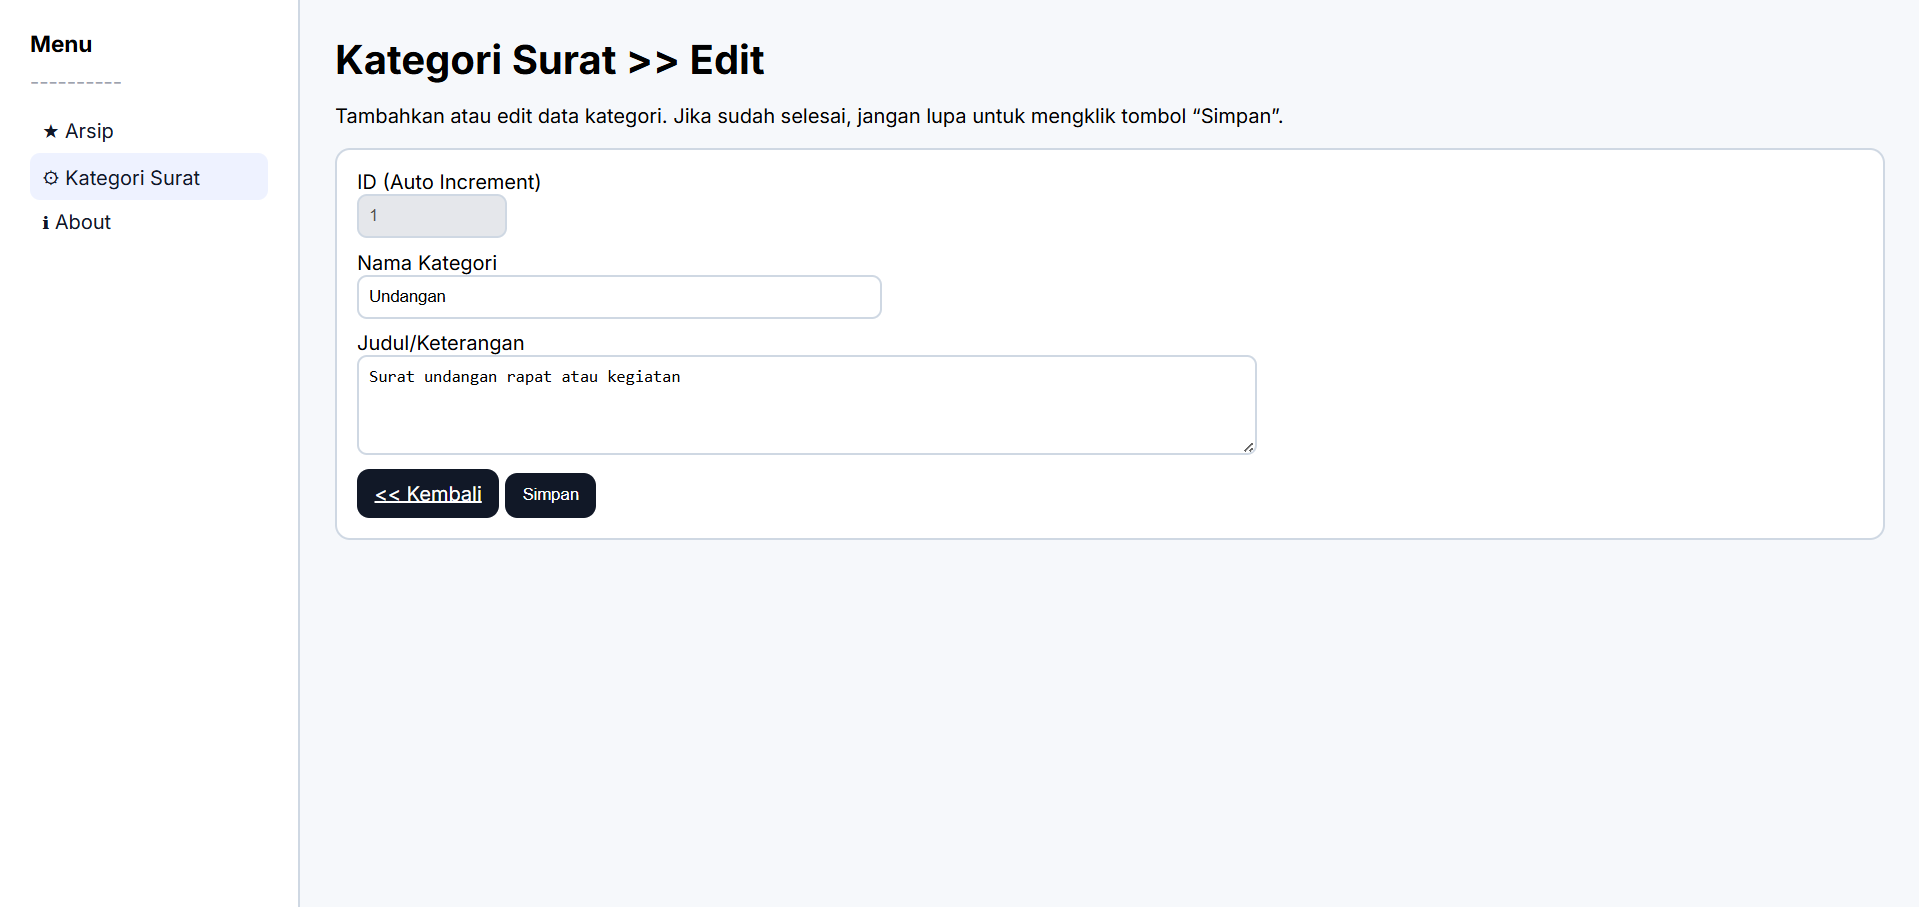 Menu
----------
★ Arsip
⚙ Kategori Surat
ℹ About
Kategori Surat >> Edit
Tambahkan atau edit data kategori. Jika sudah selesai, jangan lupa untuk mengklik tombol “Simpan”.
ID (Auto Increment)
1
Nama Kategori
Undangan
Judul/Keterangan
Surat undangan rapat atau kegiatan
<< Kembali Simpan